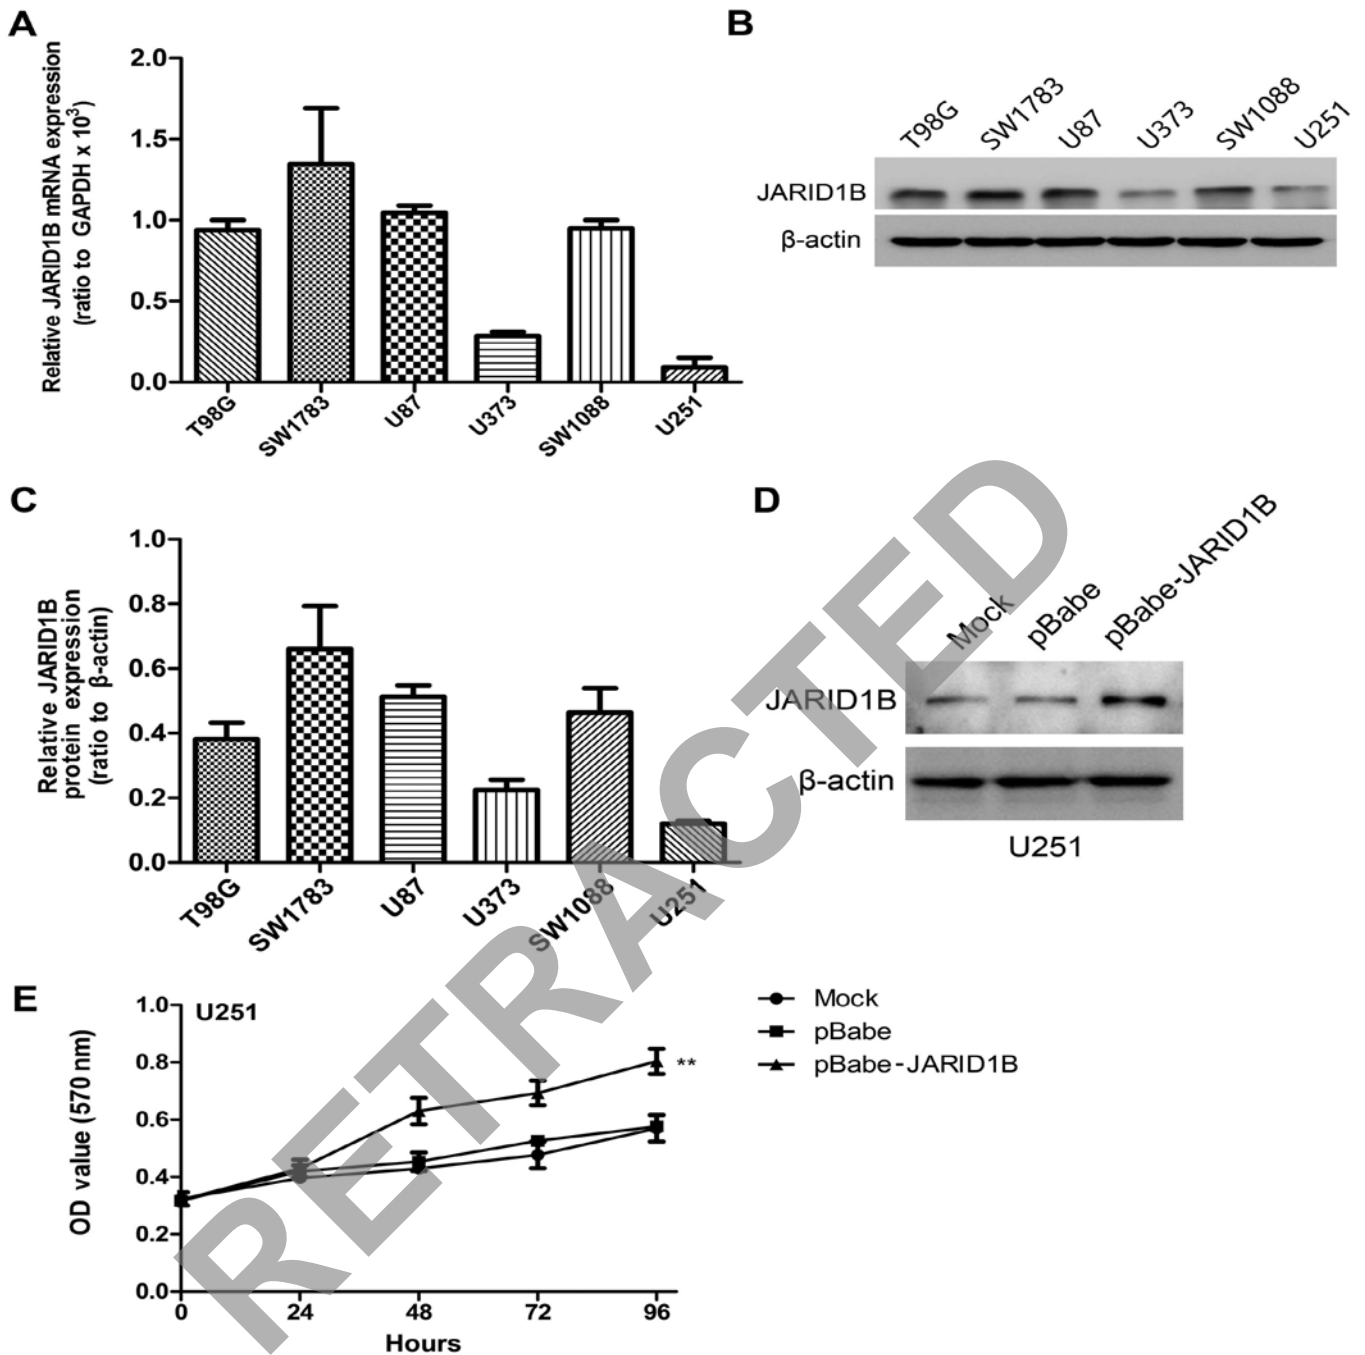 A
Relative JARID1B mRNA expression
(ratio to GAPDH x 10³)
2.0
1.5
1.0
0.5
0.0
T98G
SW1783
U87
U373
SW1088
U251
B
T98G
SW1783
U87
U373
SW1088
U251
JARID1B
β-actin
C
Relative JARID1B
protein expression
(ratio to β-actin)
1.0
0.8
0.6
0.4
0.2
0.0
T98G
SW1783
U87
U373
SW1088
U251
D
Mock
pBabe
pBabe-JARID1B
JARID1B
β-actin
U251
E
U251
OD value (570 nm)
1.0
0.8
0.6
0.4
0.2
0.0
0
24
48
72
96
Hours
**
Mock
pBabe
pBabe-JARID1B
RETRACTED